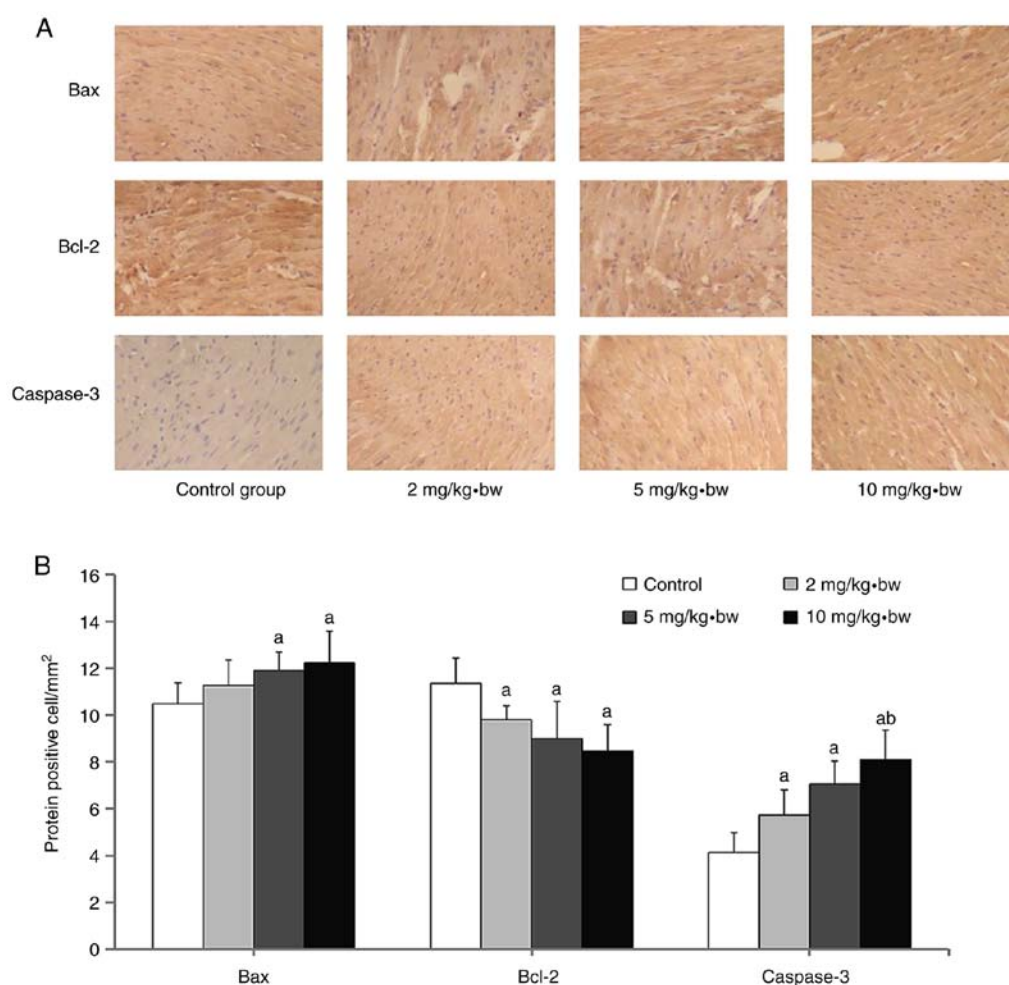 A
Bax
Bcl-2
Caspase-3
Control group 2 mg/kg•bw 5 mg/kg•bw 10 mg/kg•bw
B
Protein positive cell/mm²
16
14
12
10
8
6
4
2
0
Control 2 mg/kg•bw
5 mg/kg•bw 10 mg/kg•bw
a a
a a a
a a ab
Bax Bcl-2 Caspase-3